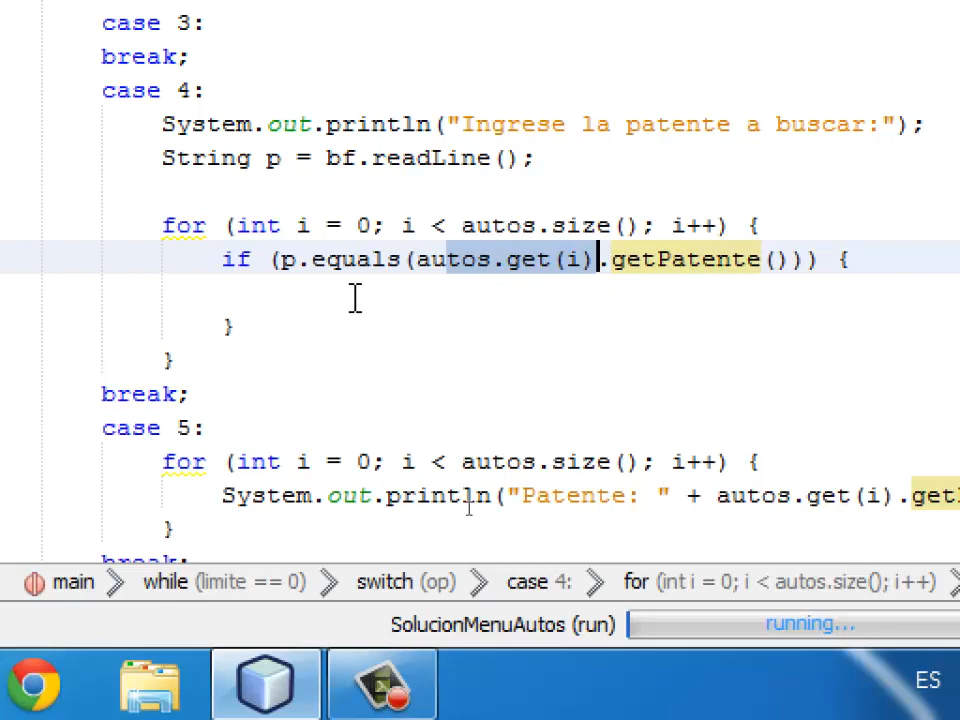 case 3:
break;
case 4:
System.out.println("Ingrese la patente a buscar:");
String p = bf.readLine();
for (int i = 0; i < autos.size(); i++) {
if (p.equals(autos.get(i).getPatente())) {
}
}
break;
case 5:
for (int i = 0; i < autos.size(); i++) {
System.out.println("Patente: " + autos.get(i).get
}
break;
main while (limite == 0) switch (op) case 4: for (int i = 0; i < autos.size(); i++)
SolucionMenuAutos (run) running...
ES